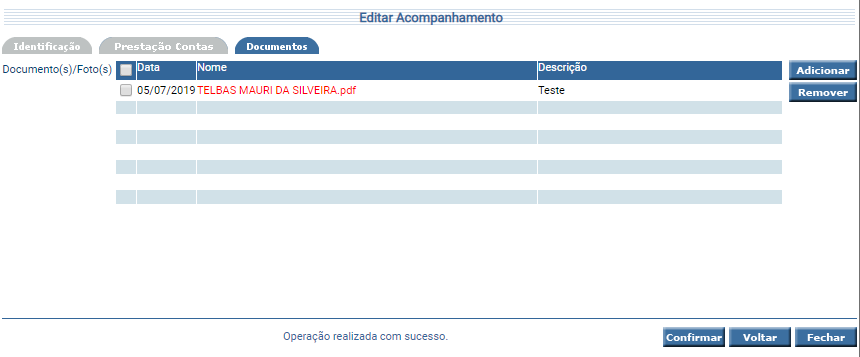 Editar Acompanhamento
Identificação Prestação Contas Documentos
Documento(s)/Foto(s) Data Nome Descrição Adicionar
05/07/2019 TELBAS MAURI DA SILVEIRA.pdf Teste Remover
Operação realizada com sucesso. Confirmar Voltar Fechar